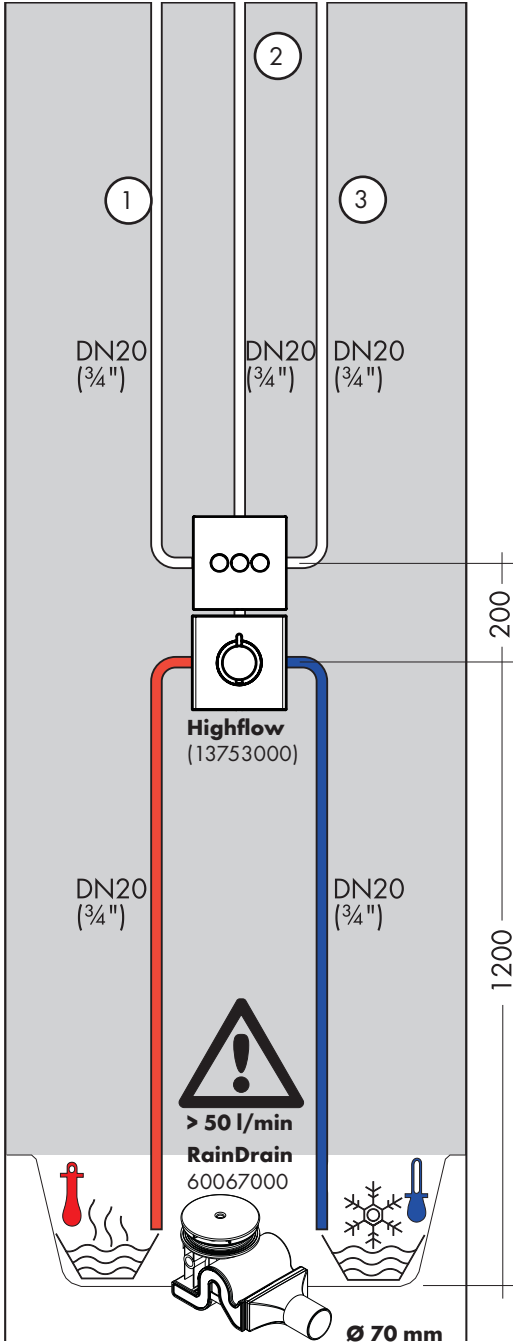 2
1
3
DN20
(¾")
DN20
(¾")
DN20
(¾")
200
Highflow
(13753000)
DN20
(¾")
DN20
(¾")
1200
> 50 l/min
RainDrain
60067000
Ø 70 mm